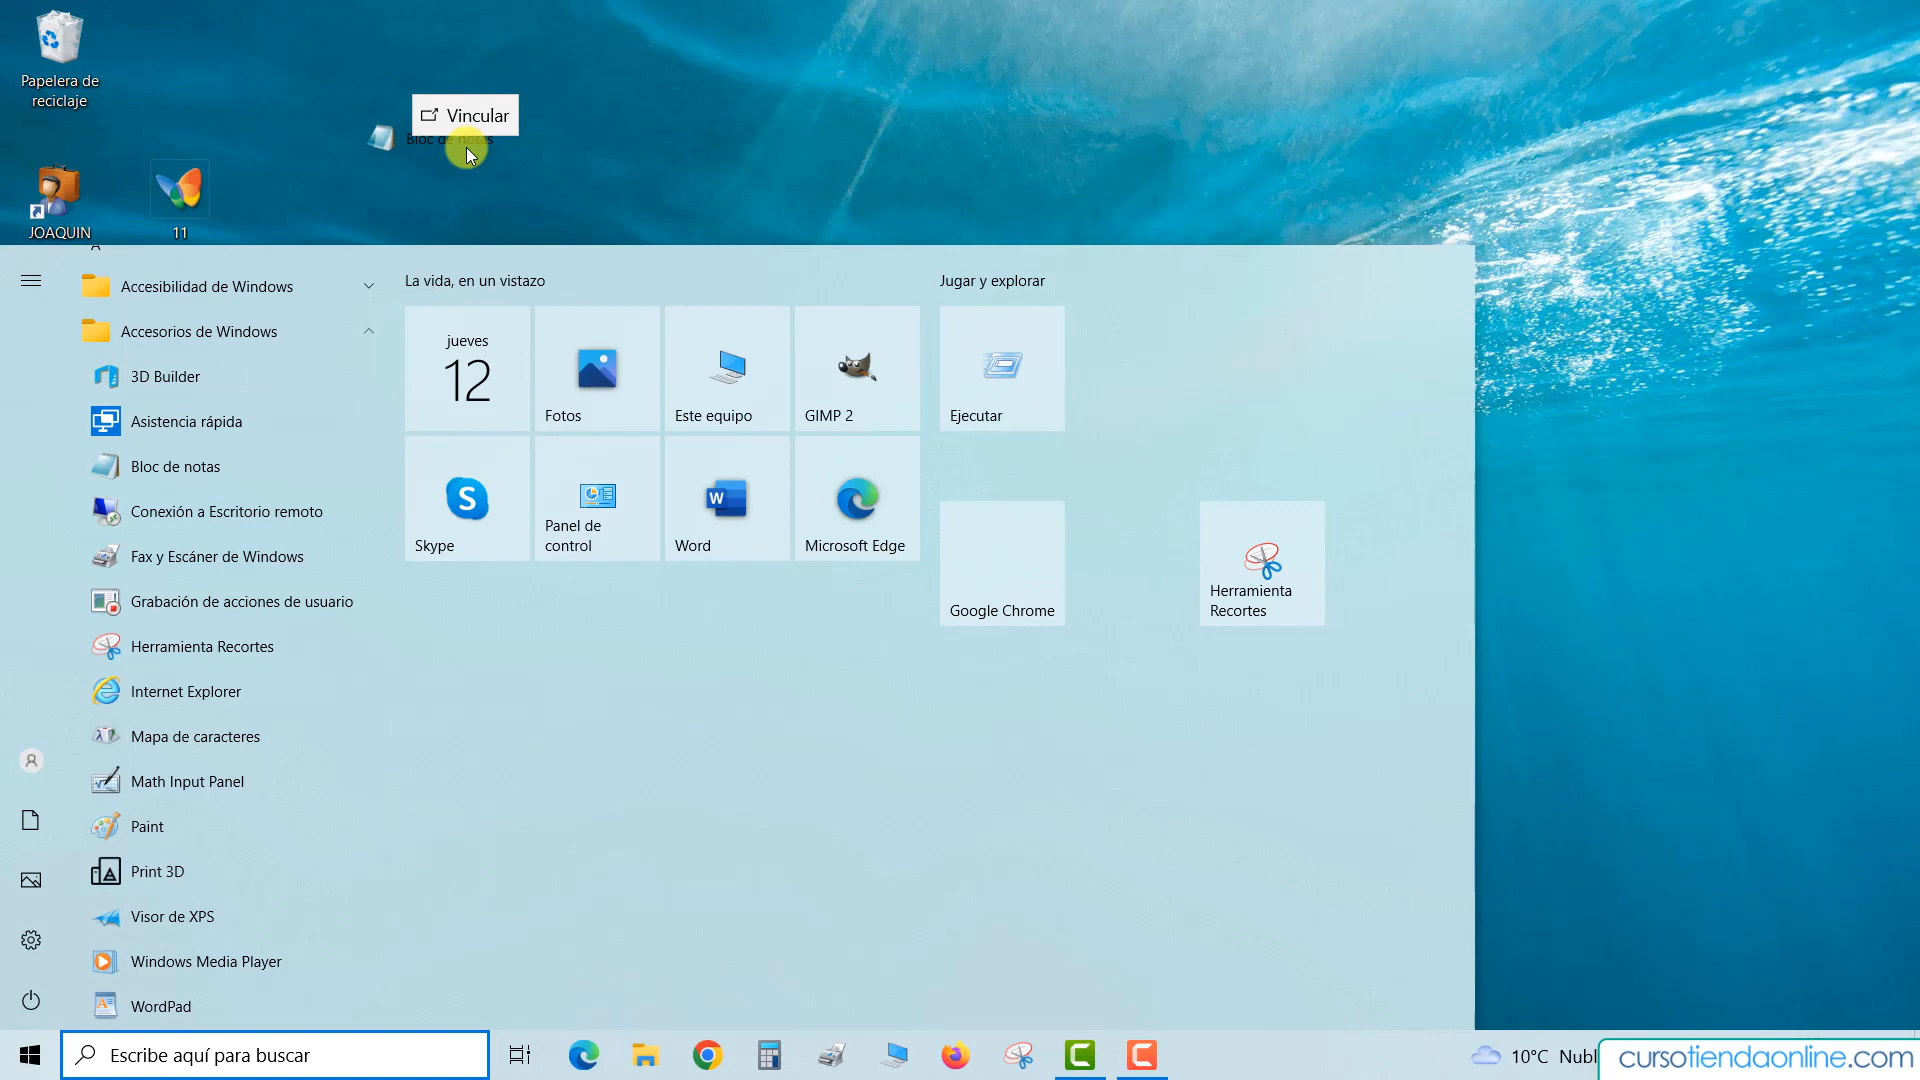 Papelera de
reciclaje
Vincular
Bloc de notas
JOAQUIN
11
A
Accesibilidad de Windows
Accesorios de Windows
3D Builder
Asistencia rápida
Bloc de notas
Conexión a Escritorio remoto
Fax y Escáner de Windows
Grabación de acciones de usuario
Herramienta Recortes
Internet Explorer
Mapa de caracteres
Math Input Panel
Paint
Print 3D
Visor de XPS
Windows Media Player
WordPad
La vida, en un vistazo
jueves
12
Fotos
Este equipo
GIMP 2
Skype
Panel de
control
Word
Microsoft Edge
Jugar y explorar
Ejecutar
Google Chrome
Herramienta
Recortes
Escribe aquí para buscar
10°C Nubl
cursotiendaonline.com